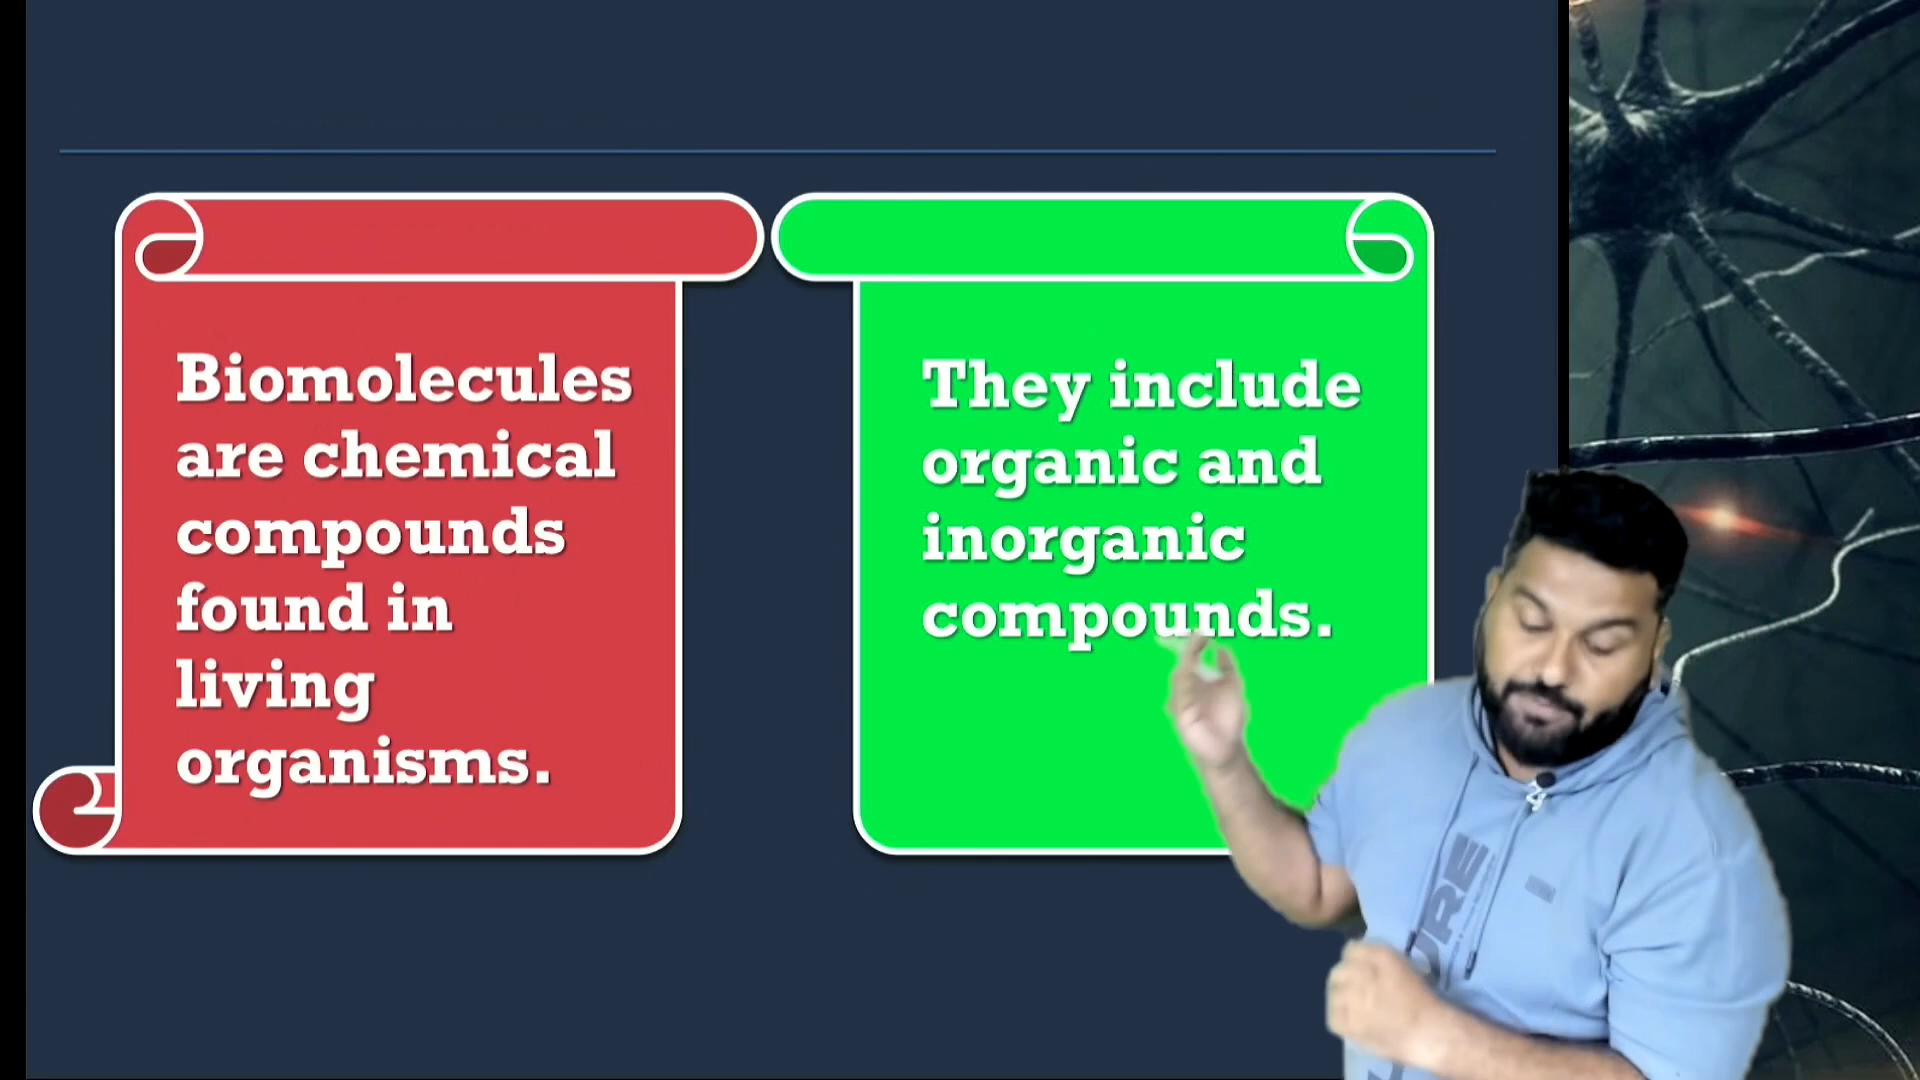 Biomolecules
are chemical
compounds
found in
living
organisms.
They include
organic and
inorganic
compounds.